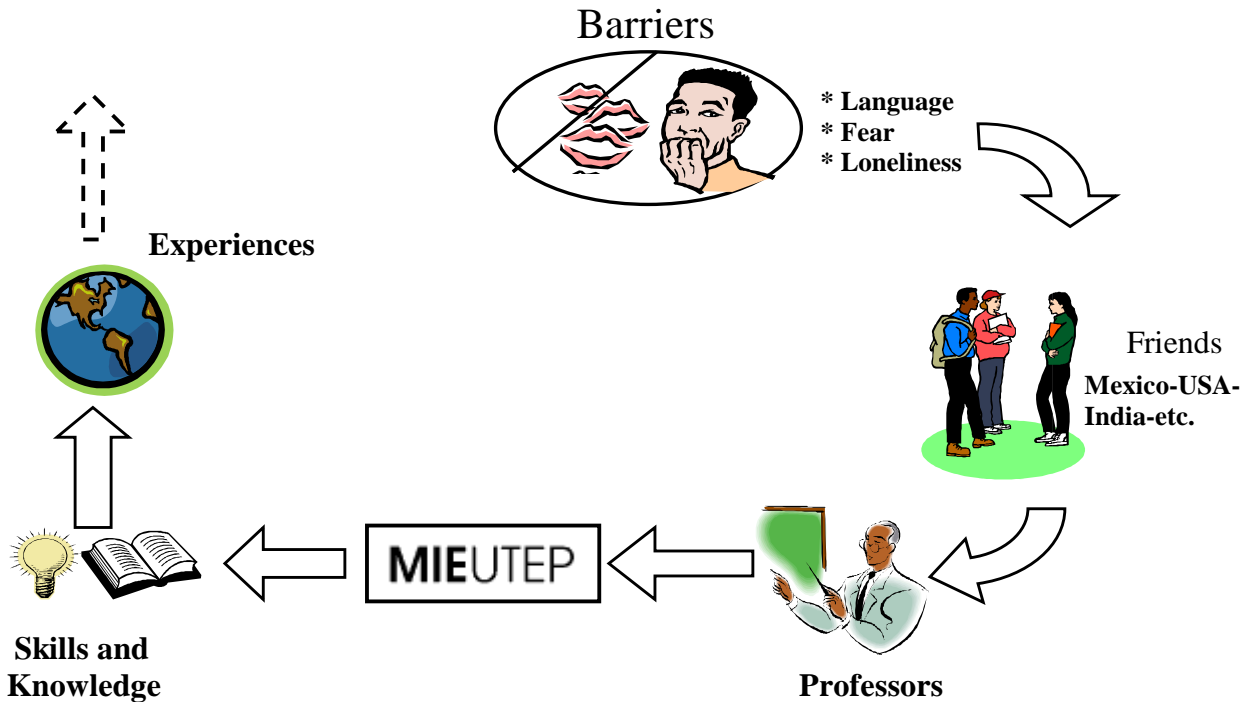 Barriers
* Language
* Fear
* Loneliness
Experiences
Friends
Mexico-USA-
India-etc.
MIEUTEP
Skills and
Knowledge
Professors